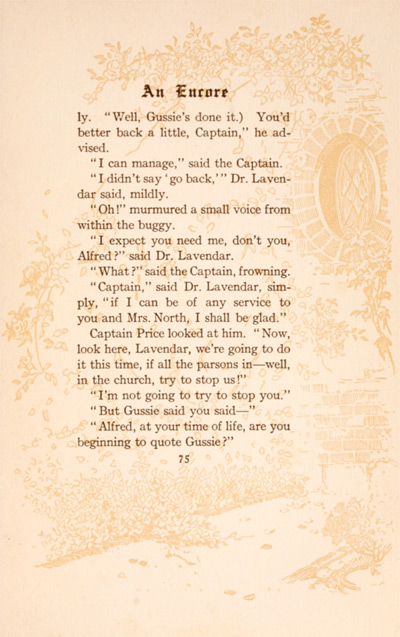 An Encore
ly. "Well, Gussie's done it.) You'd
better back a little, Captain," he ad-
vised.
"I can manage," said the Captain.
"I didn't say 'go back,'" Dr. Laven-
dar said, mildly.
"Oh!" murmured a small voice from
within the buggy.
"I expect you need me, don't you,
Alfred?" said Dr. Lavendar.
"What?" said the Captain, frowning.
"Captain," said Dr. Lavendar, sim-
ply, "if I can be of any service to
you and Mrs. North, I shall be glad."
Captain Price looked at him. "Now,
look here, Lavendar, we're going to do
it this time, if all the parsons in—well,
in the church, try to stop us!"
"I'm not going to try to stop you."
"But Gussie said you said—"
"Alfred, at your time of life, are you
beginning to quote Gussie?"
75